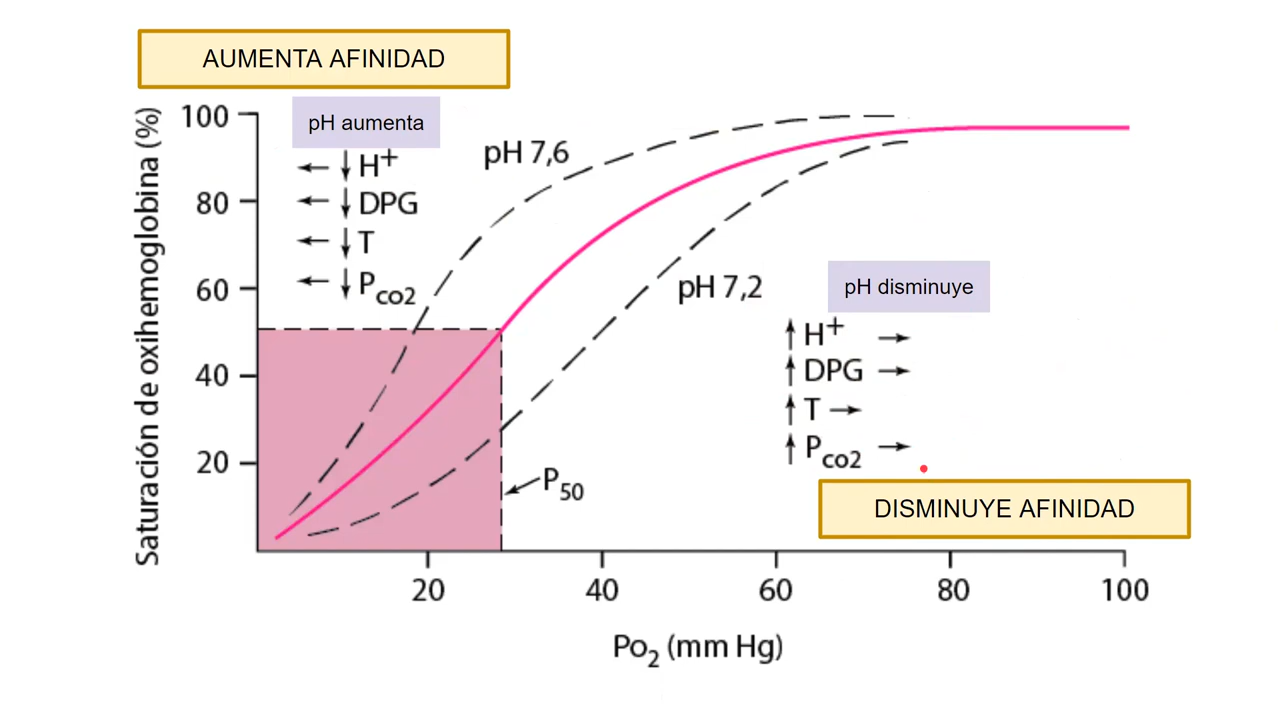 AUMENTA AFINIDAD
Saturación de oxihemoglobina (%)
100
80
60
40
20
pH aumenta
← ↓ H⁺
← ↓ DPG
← ↓ T
← ↓ Pco2
pH 7,6
pH 7,2
pH disminuye
↑ H⁺ →
↑ DPG →
↑ T →
↑ Pco2 →
P50
DISMINUYE AFINIDAD
20 40 60 80 100
Po2 (mm Hg)